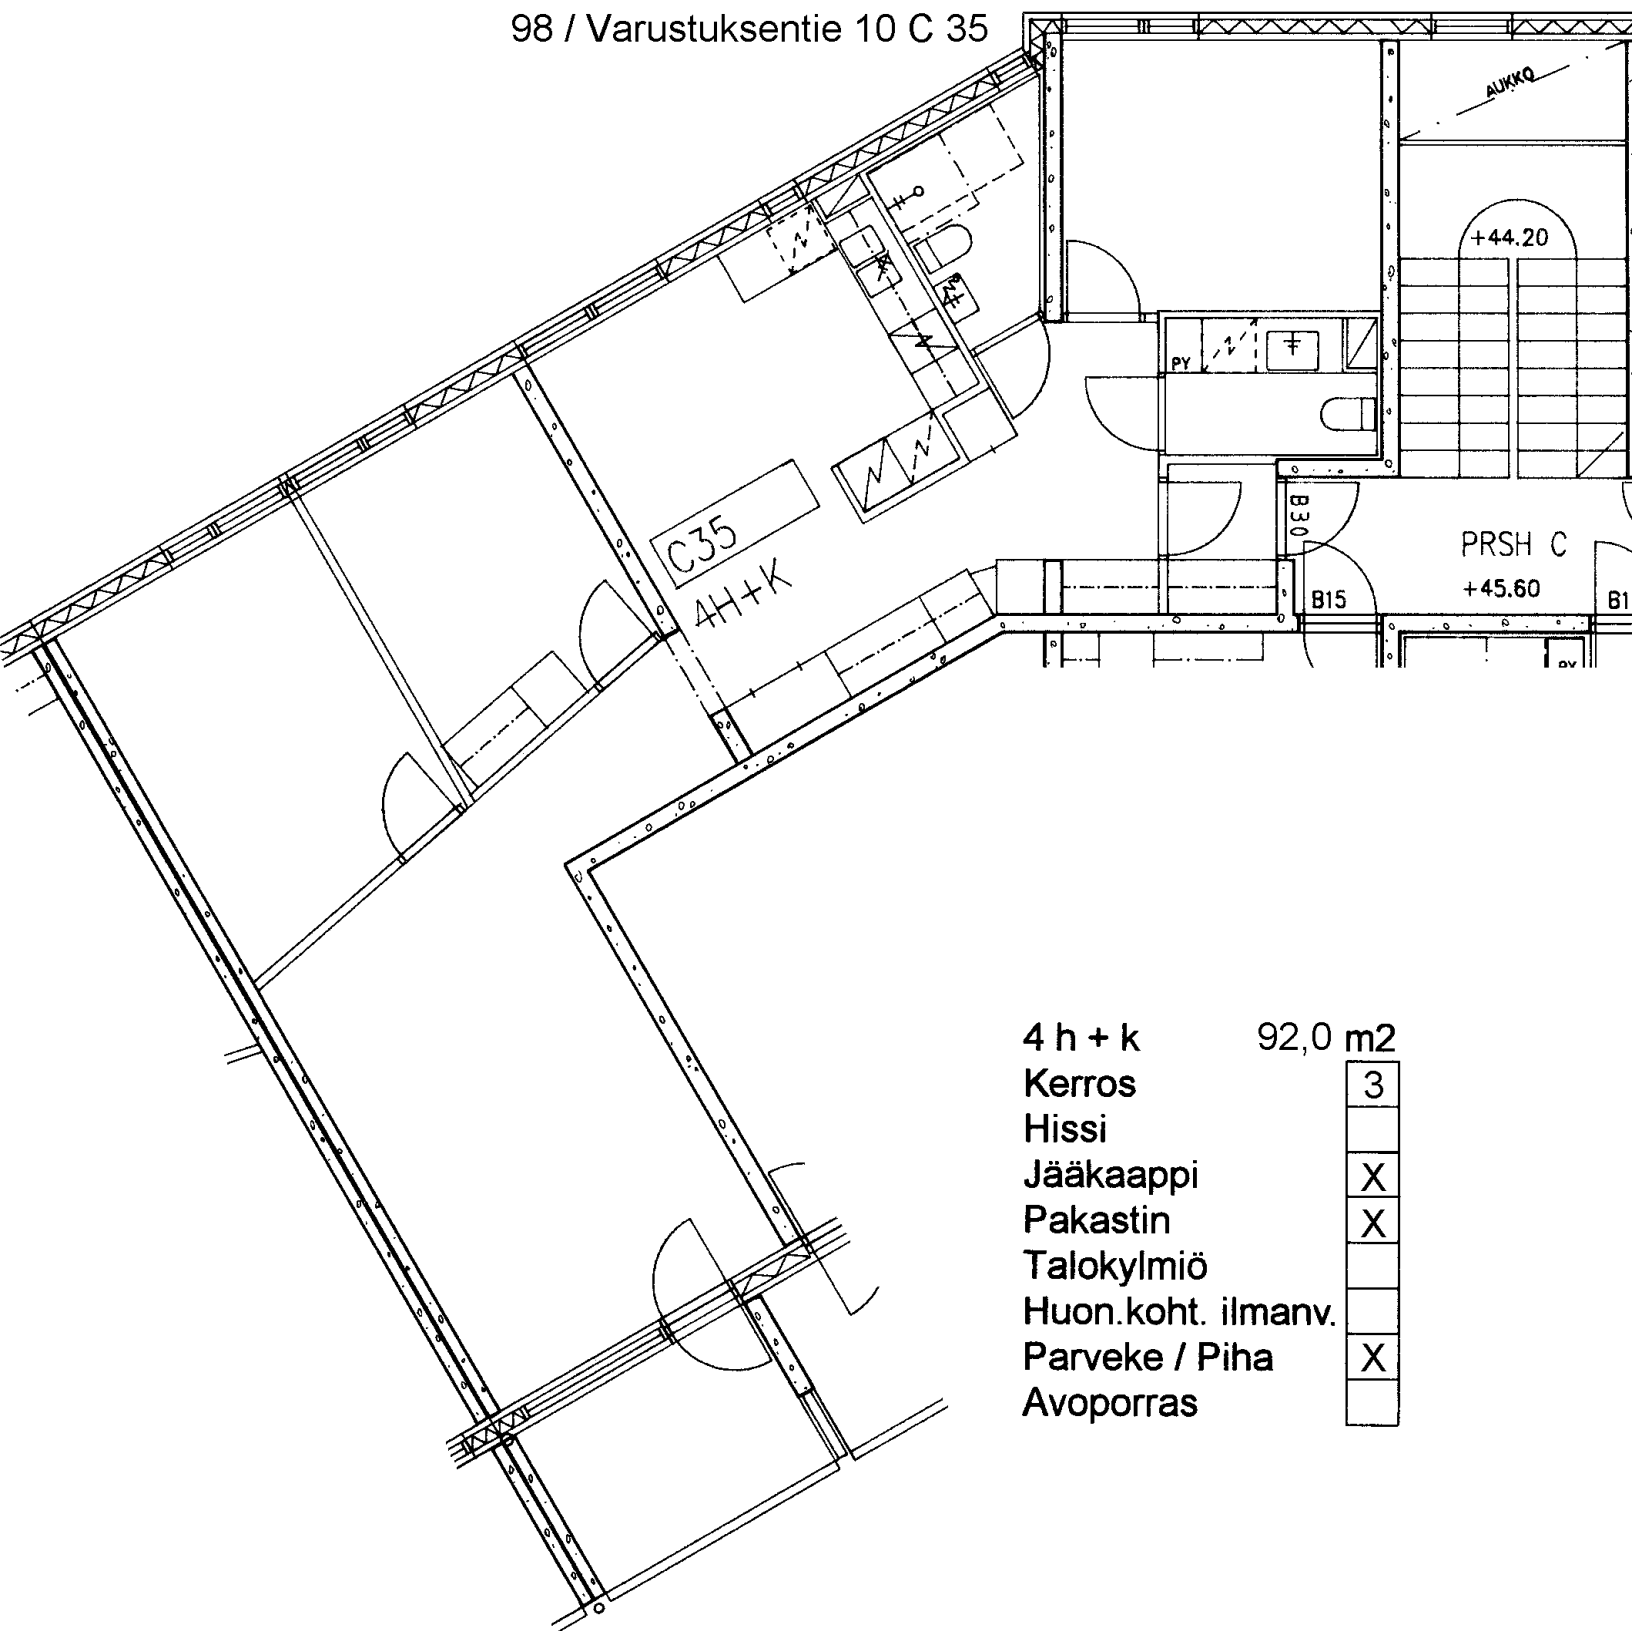 98 / Varustuksentie 10 C 35
AUKKO
+44.20
PY
B30
PRSH C
+45.60
B15
B1
PY
C35
4H+K
4 h + k 92,0 m2
Kerros 3
Hissi
Jääkaappi X
Pakastin X
Talokylmiö
Huon.koht. ilmanv.
Parveke / Piha X
Avoporras